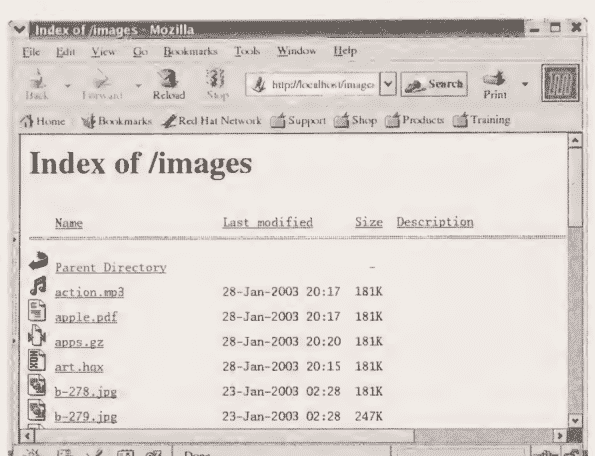 Index of /images - Mozilla
File Edit View Go Bookmarks Tools Window Help
Back Forward Reload Stop http://localhost/images Search Print
Home Bookmarks Red Hat Network Support Shop Products Training
Index of /images
Name Last modified Size Description
Parent Directory -
action.mp3 28-Jan-2003 20:17 181K
apple.pdf 28-Jan-2003 20:17 181K
apps.gz 28-Jan-2003 20:20 181K
art.hqx 28-Jan-2003 20:15 181K
b-278.jpg 23-Jan-2003 02:28 181K
b-279.jpg 23-Jan-2003 02:28 247K
Done